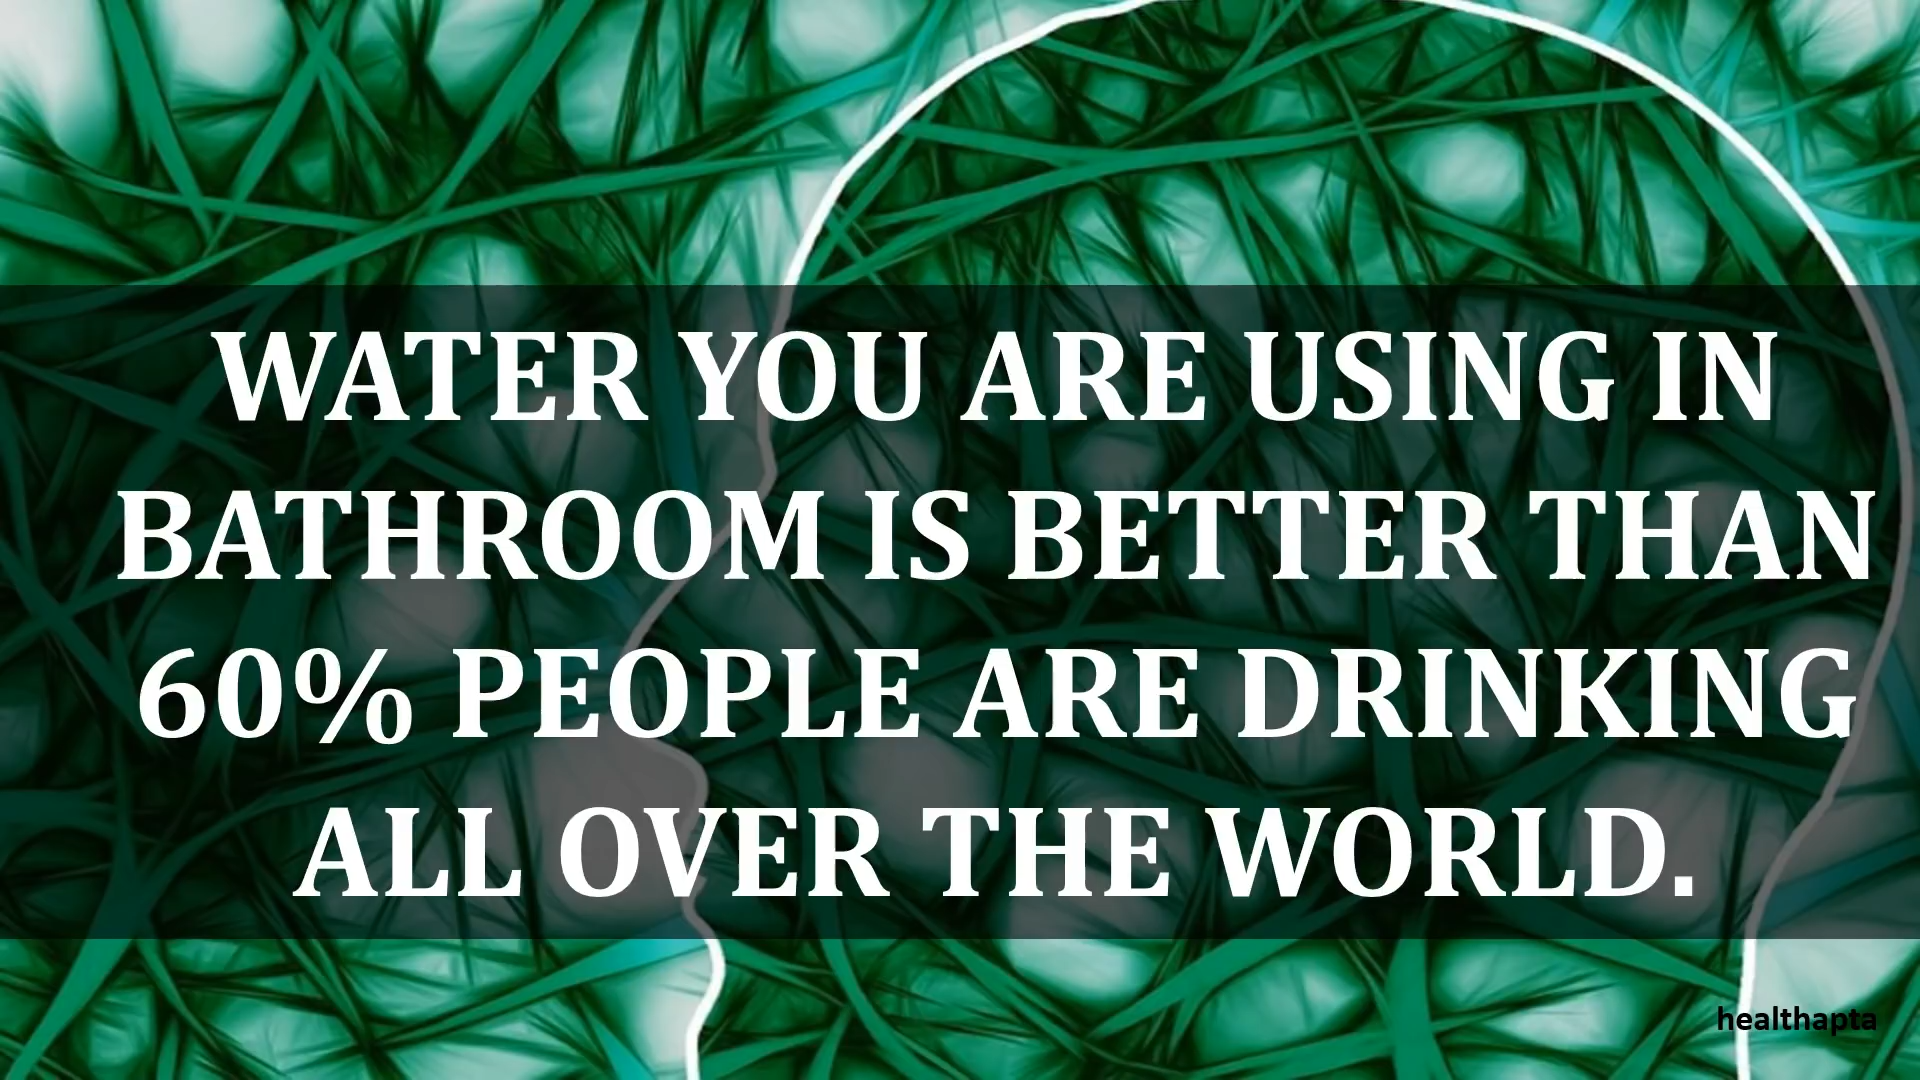 WATER YOU ARE USING IN
BATHROOM IS BETTER THAN
60% PEOPLE ARE DRINKING
ALL OVER THE WORLD.
healthapta